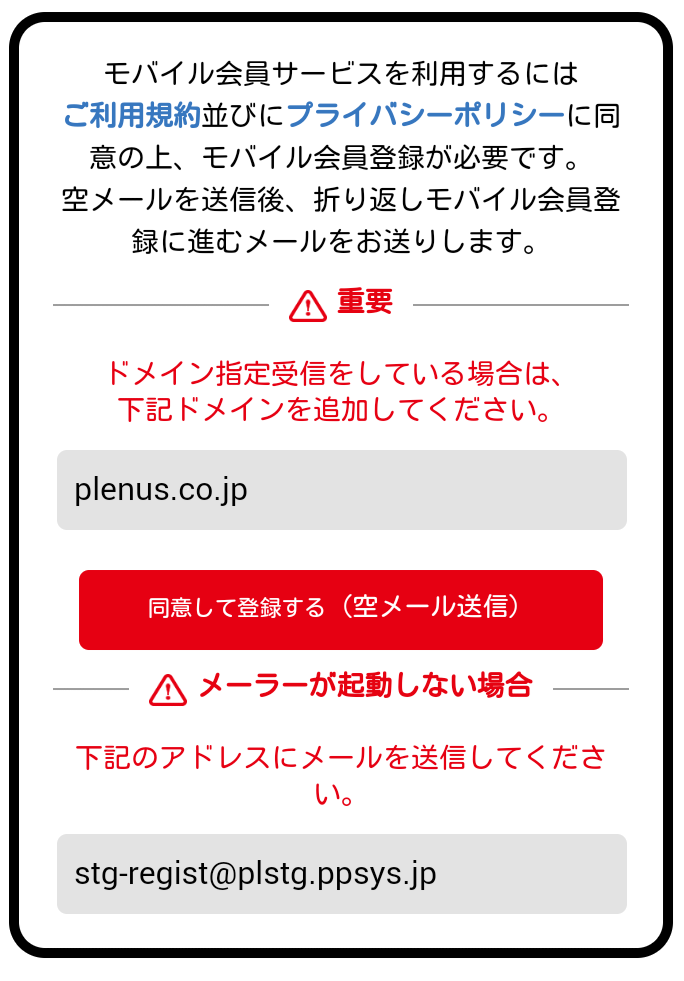 モバイル会員サービスを利用するには
ご利用規約並びにプライバシーポリシーに同
意の上、モバイル会員登録が必要です。
空メールを送信後、折り返しモバイル会員登
録に進むメールをお送りします。
重要
ドメイン指定受信をしている場合は、
下記ドメインを追加してください。
plenus.co.jp
同意して登録する（空メール送信）
メーラーが起動しない場合
下記のアドレスにメールを送信してくださ
い。
stg-regist@plstg.ppsys.jp